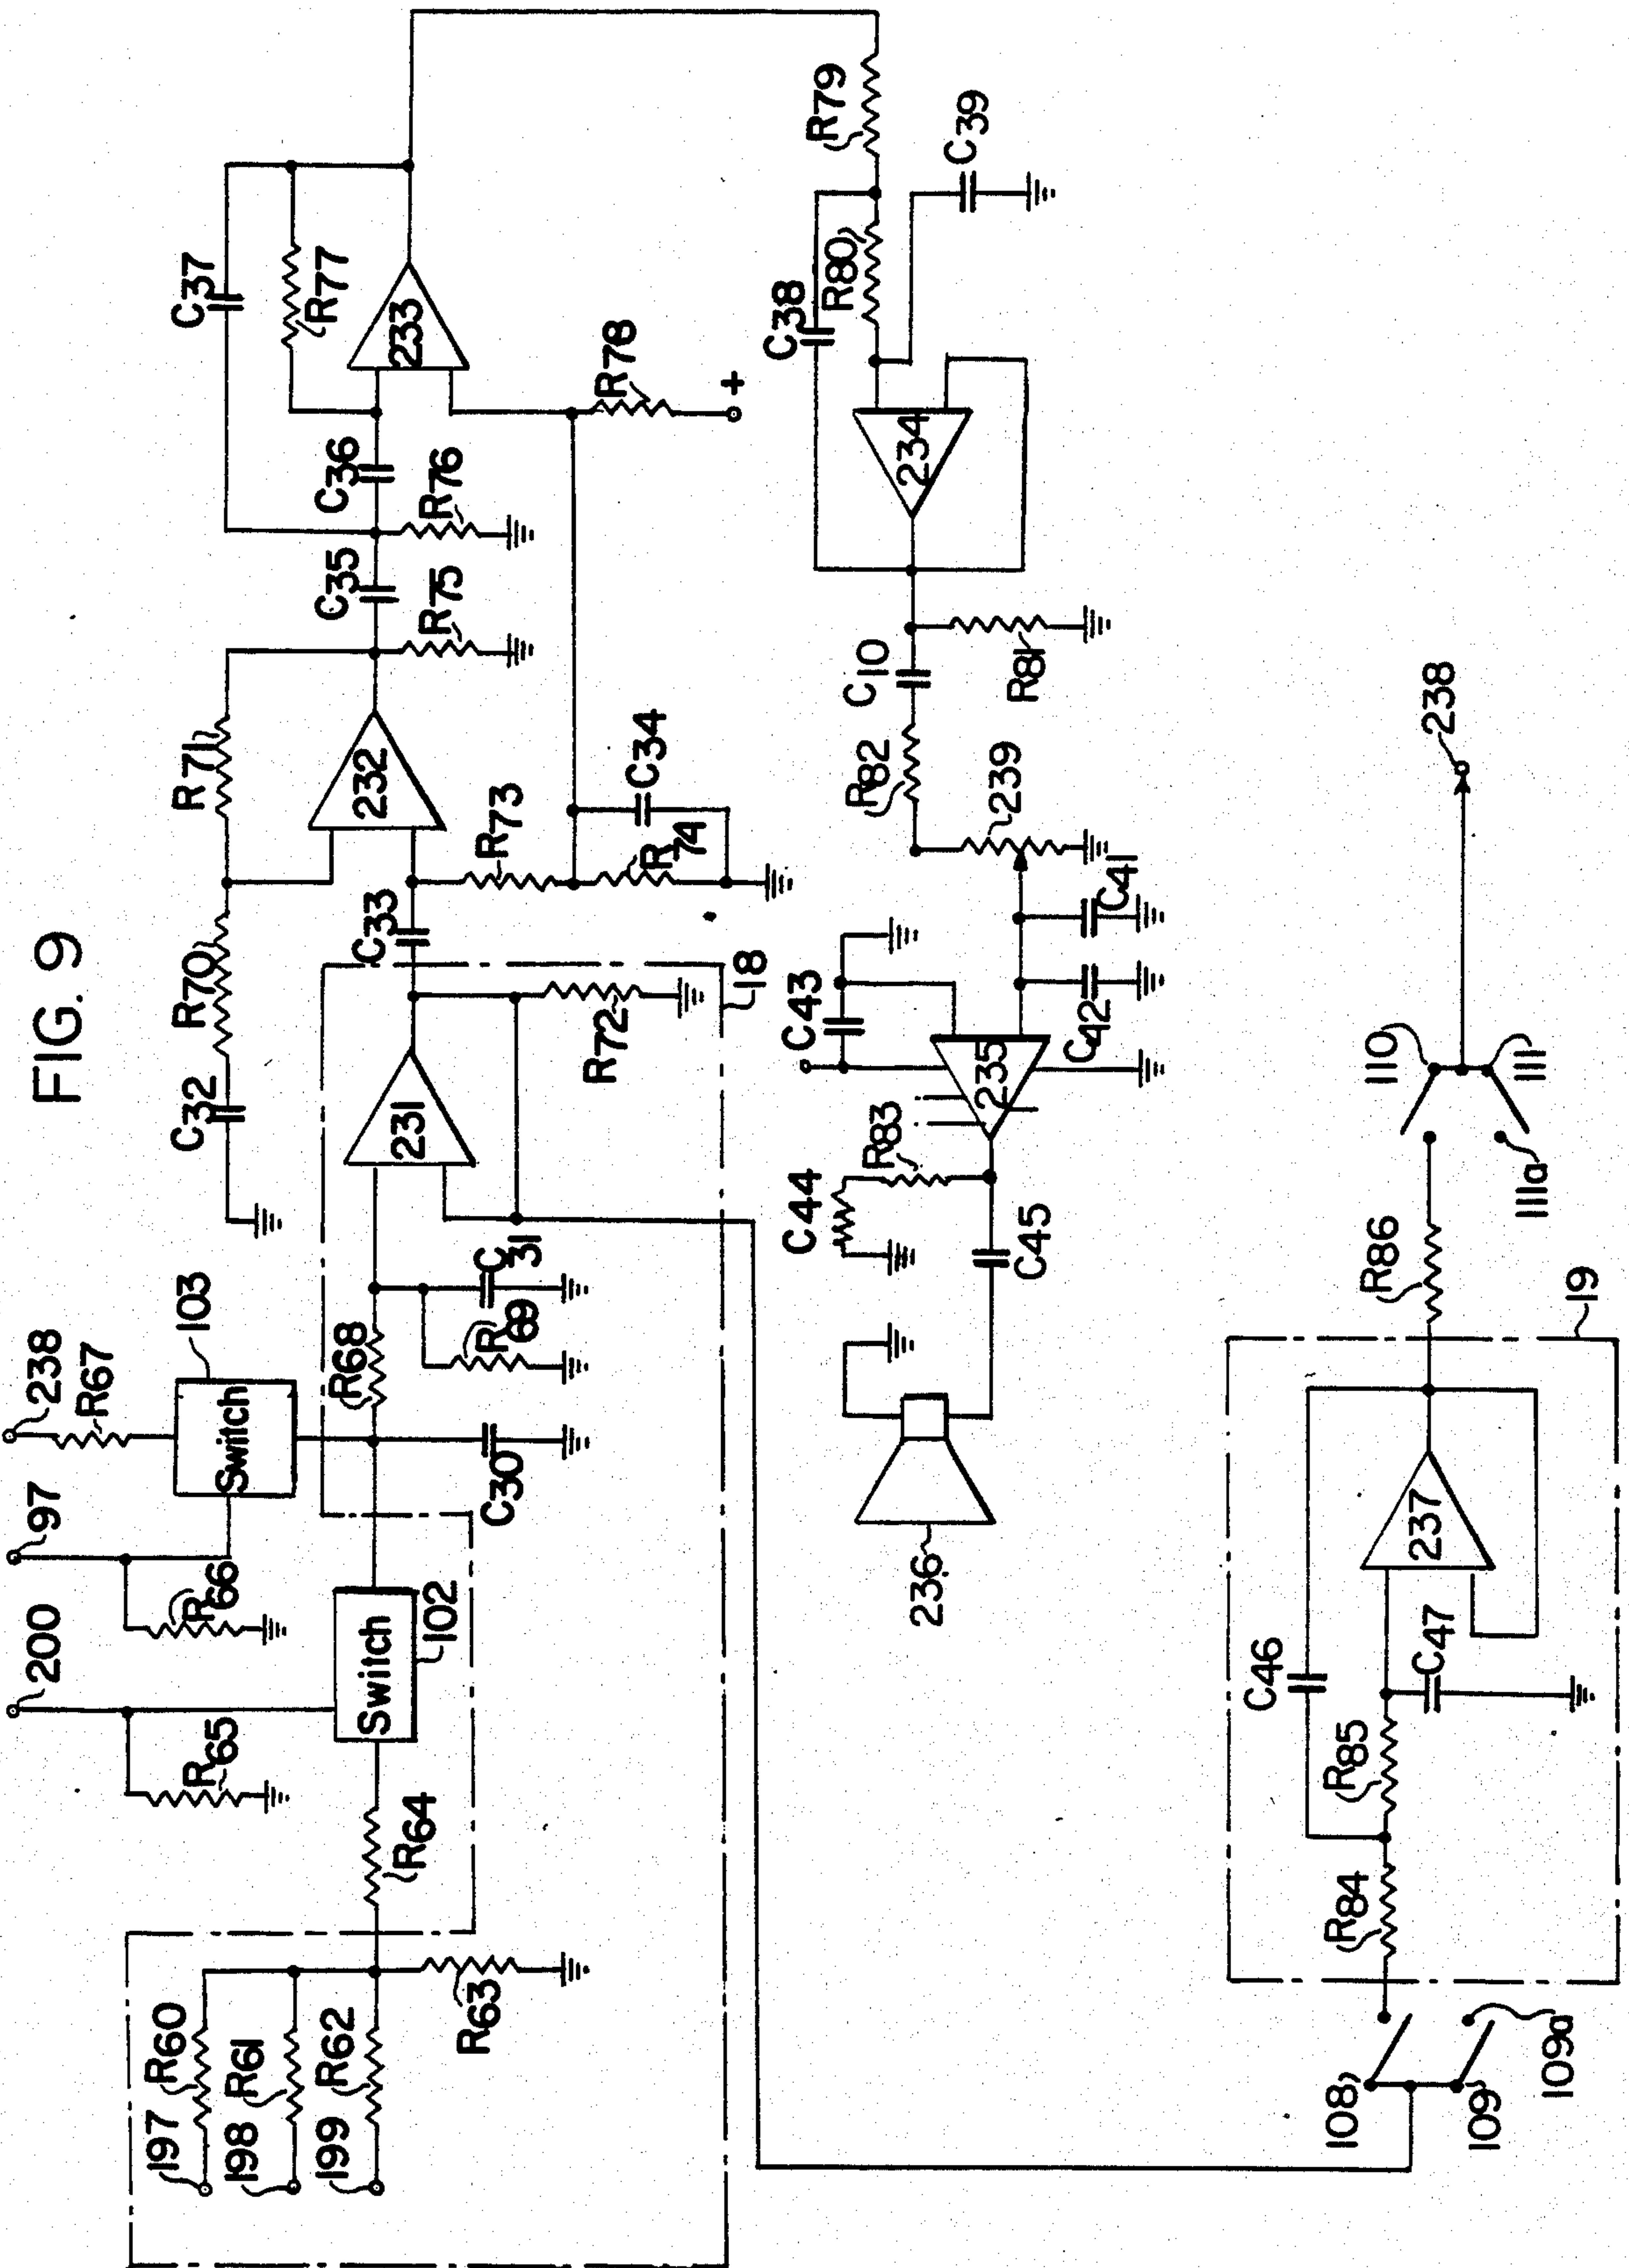 FIG. 9
197
R60
198
R61
199
R62
R63
R64
200
R65
Switch
102
97
R66
238
R67
Switch
103
C30
R68
R69
C31
231
R72
18
C32
R70
R71
C33
232
R73
R74
C34
R75
C35
R76
C36
C37
R77
233
R78
+
R79
R80
C38
C39
234
R81
C10
R82
239
C41
C42
C43
235
R83
C44
C45
236
108
109
109a
R84
R85
C46
C47
237
19
R86
110
111
111a
238